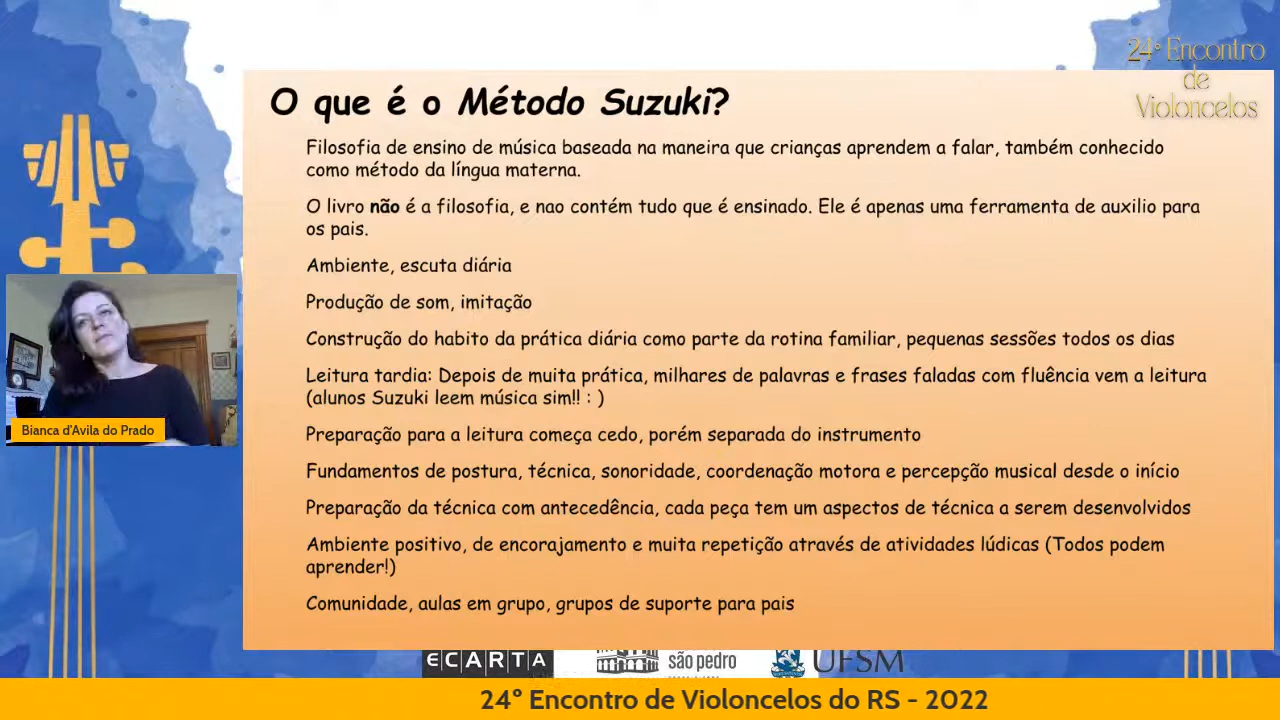 24º Encontro
de
Violoncelos
O que é o Método Suzuki?
Filosofia de ensino de música baseada na maneira que crianças aprendem a falar, também conhecido
como método da língua materna.
O livro não é a filosofia, e nao contém tudo que é ensinado. Ele é apenas uma ferramenta de auxilio para
os pais.
Ambiente, escuta diária
Produção de som, imitação
Construção do habito da prática diária como parte da rotina familiar, pequenas sessões todos os dias
Leitura tardia: Depois de muita prática, milhares de palavras e frases faladas com fluência vem a leitura
(alunos Suzuki leem música sim!! : )
Preparação para a leitura começa cedo, porém separada do instrumento
Fundamentos de postura, técnica, sonoridade, coordenação motora e percepção musical desde o início
Preparação da técnica com antecedência, cada peça tem um aspectos de técnica a serem desenvolvidos
Ambiente positivo, de encorajamento e muita repetição através de atividades lúdicas (Todos podem
aprender!)
Comunidade, aulas em grupo, grupos de suporte para pais
Bianca d'Avila do Prado
ECARTA
são pedro
UFSM
24º Encontro de Violoncelos do RS - 2022